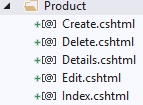 Product
+[@] Create.cshtml
+[@] Delete.cshtml
+[@] Details.cshtml
+[@] Edit.cshtml
+[@] Index.cshtml